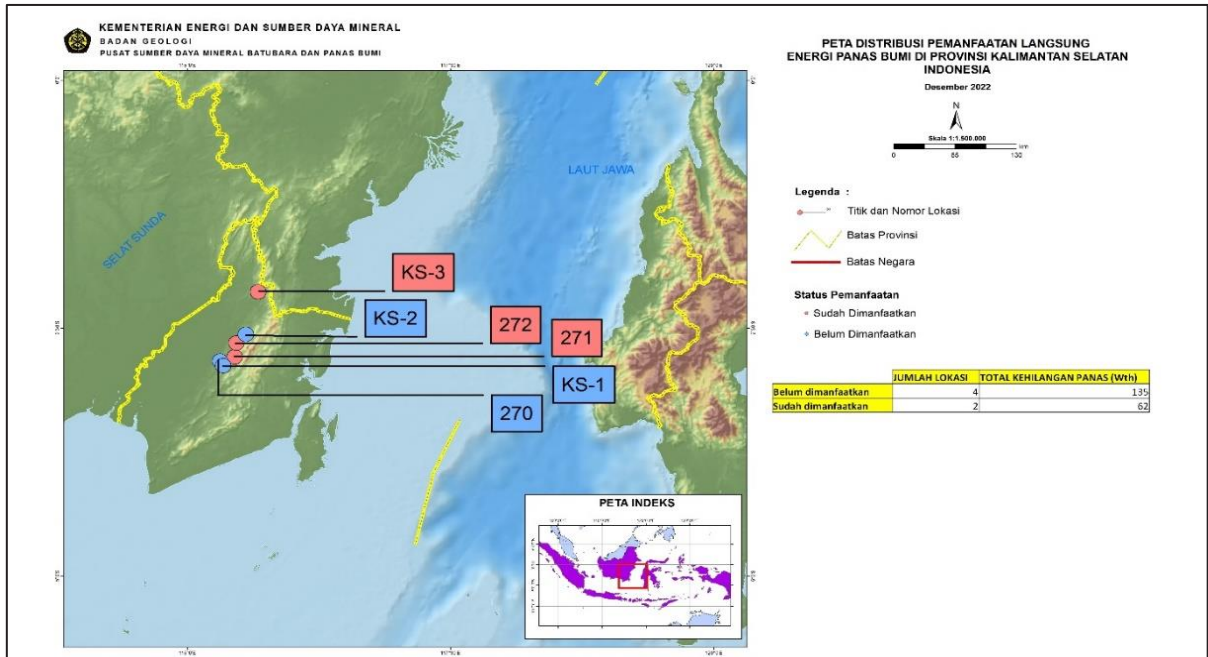 KEMENTERIAN ENERGI DAN SUMBER DAYA MINERAL
BADAN GEOLOGI
PUSAT SUMBER DAYA MINERAL BATUBARA DAN PANAS BUMI
PETA DISTRIBUSI PEMANFAATAN LANGSUNG
ENERGI PANAS BUMI DI PROVINSI KALIMANTAN SELATAN
INDONESIA
Desember 2022
N
Skala 1:1.500.000
0 65 130 km
Legenda :
Titik dan Nomor Lokasi
Batas Provinsi
Batas Negara
Status Pemanfaatan
Sudah Dimanfaatkan
Belum Dimanfaatkan
JUMLAH LOKASI TOTAL KEHILANGAN PANAS (Wth)
Belum dimanfaatkan 4 135
Sudah dimanfaatkan 2 62
LAUT JAWA
SELAT SUNDA
KS-3
KS-2
272
271
KS-1
270
PETA INDEKS